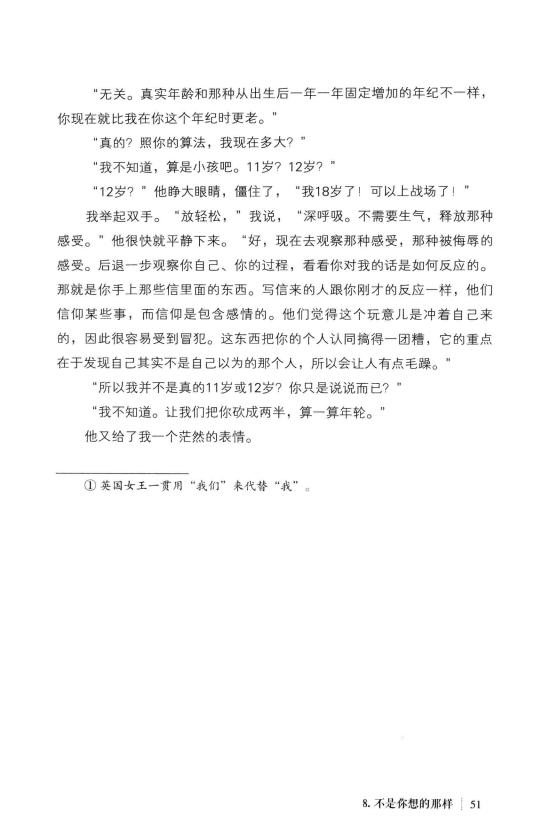 “无关。真实年龄和那种从出生后一年一年固定增加的年纪不一样，
你现在就比我在你这个年纪时更老。”
“真的？照你的算法，我现在多大？”
“我不知道，算是小孩吧。11岁？12岁？”
“12岁？”他睁大眼睛，僵住了，“我18岁了！可以上战场了！”
我举起双手。“放轻松，”我说，“深呼吸。不需要生气，释放那种
感受。”他很快就平静下来。“好，现在去观察那种感受，那种被侮辱的
感受。后退一步观察你自己、你的过程，看看你对我的话是如何反应的。
那就是你手上那些信里面的东西。写信来的人跟你刚才的反应一样，他们
信仰某些事，而信仰是包含感情的。他们觉得这个玩意儿是冲着自己来
的，因此很容易受到冒犯。这东西把你的个人认同搞得一团糟，它的重点
在于发现自己其实不是自己以为的那个人，所以会让人有点毛躁。”
“所以我并不是真的11岁或12岁？你只是说说而已？”
“我不知道。让我们把你砍成两半，算一算年轮。”
他又给了我一个茫然的表情。
① 英国女王一贯用“我们”来代替“我”。
8. 不是你想的那样 51